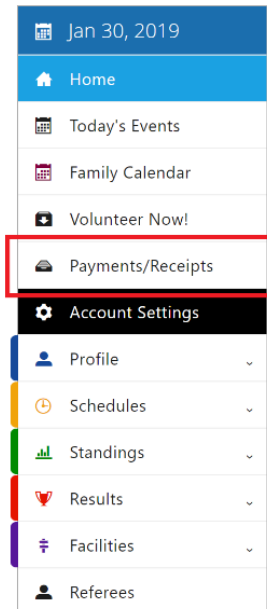 Jan 30, 2019
Home
Today's Events
Family Calendar
Volunteer Now!
Payments/Receipts
Account Settings
Profile
Schedules
Standings
Results
Facilities
Referees